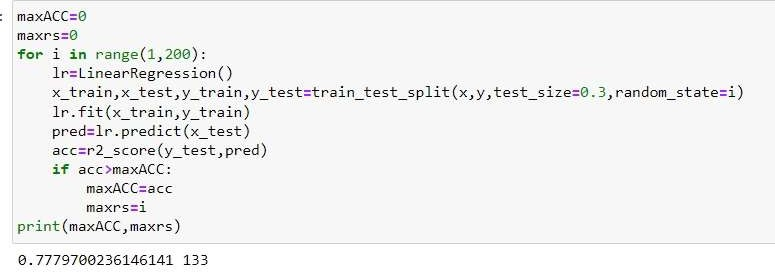 :
maxACC=0
maxrs=0
for i in range(1,200):
    lr=LinearRegression()
    x_train,x_test,y_train,y_test=train_test_split(x,y,test_size=0.3,random_state=i)
    lr.fit(x_train,y_train)
    pred=lr.predict(x_test)
    acc=r2_score(y_test,pred)
    if acc>maxACC:
        maxACC=acc
        maxrs=i
print(maxACC,maxrs)
0.7779700236146141 133